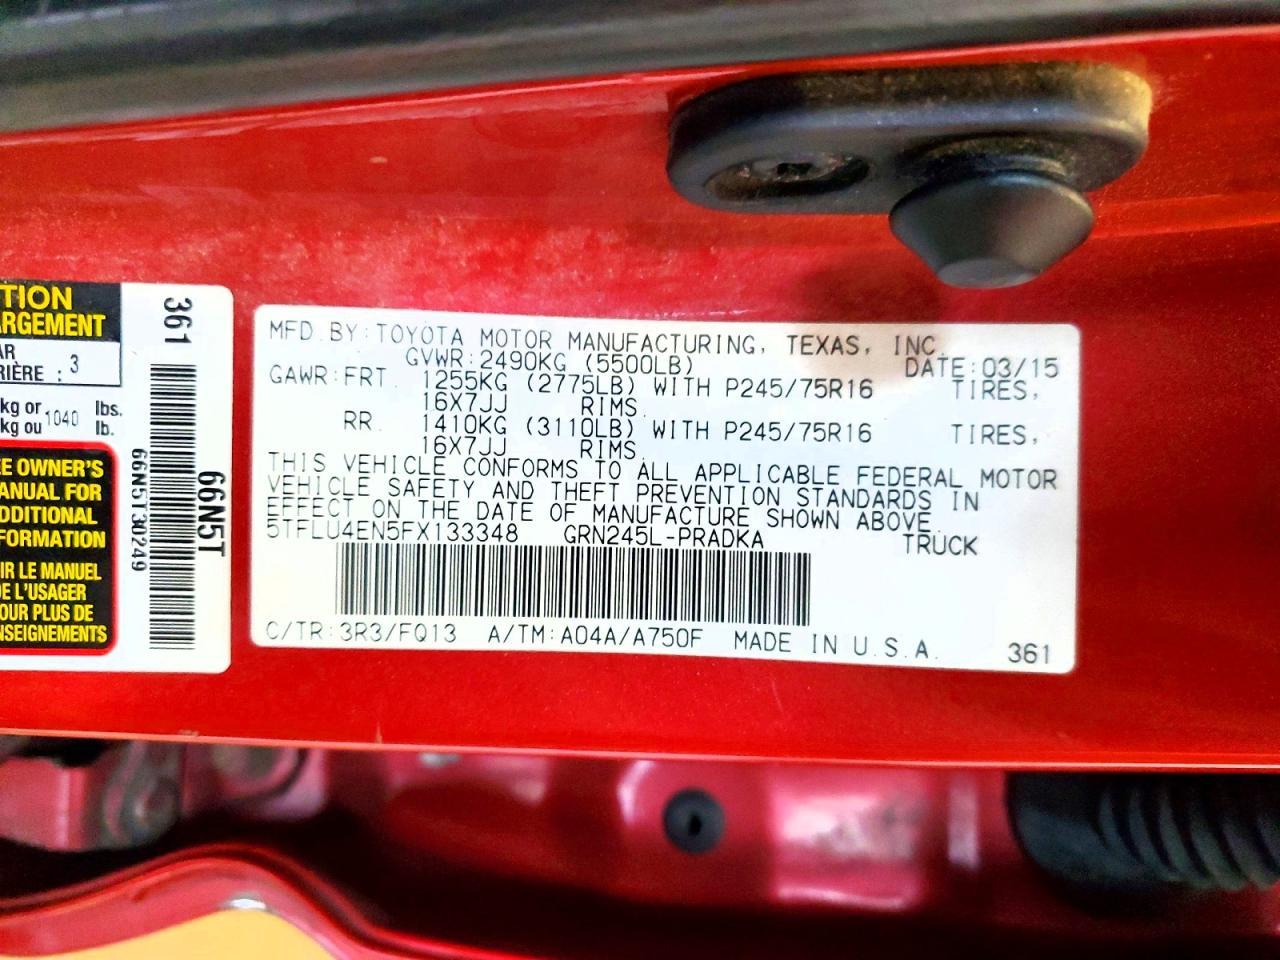 TION
ARGEMENT
AR
RIÈRE : 3
kg or 1040 lbs.
kg ou lb.
E OWNER'S
ANUAL FOR
DDITIONAL
FORMATION
IR LE MANUEL
DE L'USAGER
OUR PLUS DE
NSEIGNEMENTS
361
66N5T30249
66N5T
MFD. BY: TOYOTA MOTOR MANUFACTURING, TEXAS, INC.
GVWR: 2490KG (5500LB) DATE: 03/15
GAWR: FRT. 1255KG (2775LB) WITH P245/75R16 TIRES,
16X7JJ RIMS
RR. 1410KG (3110LB) WITH P245/75R16 TIRES,
16X7JJ RIMS
THIS VEHICLE CONFORMS TO ALL APPLICABLE FEDERAL MOTOR
VEHICLE SAFETY AND THEFT PREVENTION STANDARDS IN
EFFECT ON THE DATE OF MANUFACTURE SHOWN ABOVE.
5TFLU4EN5FX133348 GRN245L-PRADKA TRUCK
C/TR: 3R3/FQ13 A/TM: A04A/A750F MADE IN U.S.A.
361